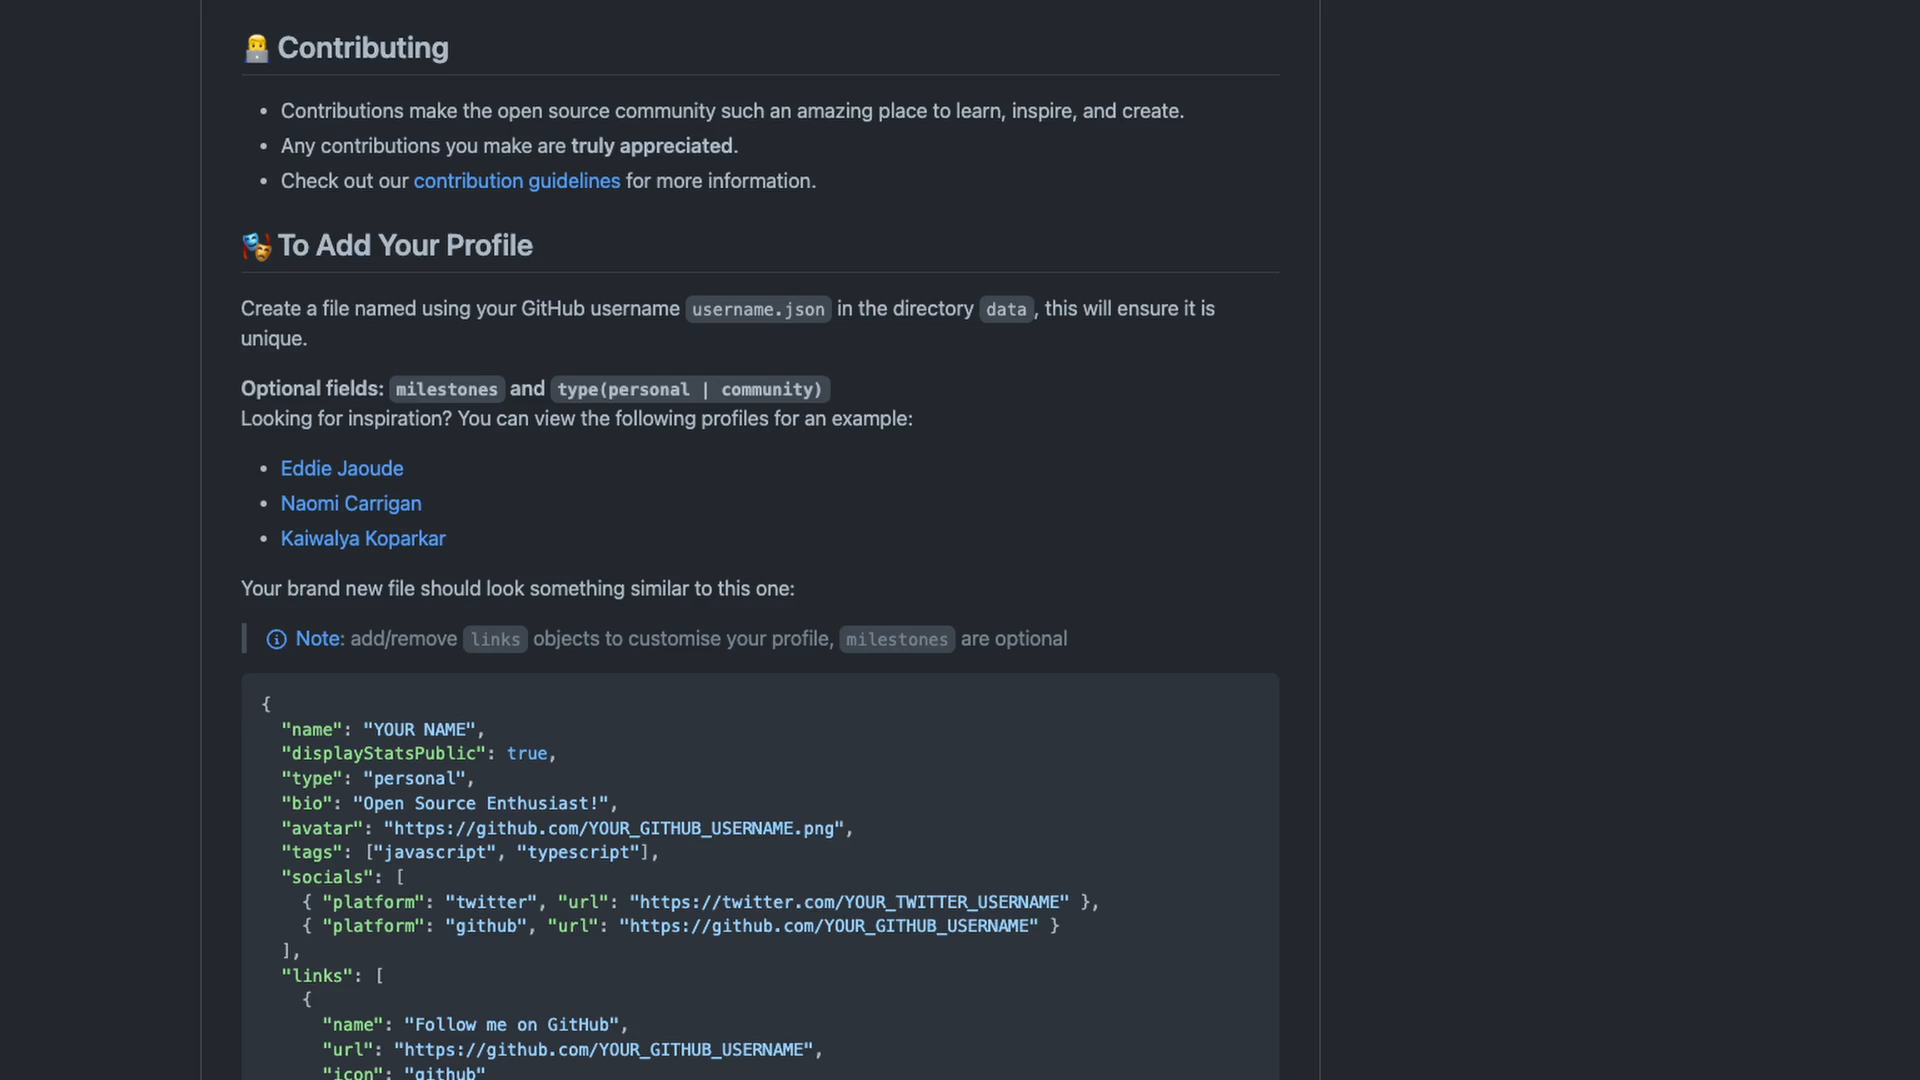 Contributing
Contributions make the open source community such an amazing place to learn, inspire, and create.
Any contributions you make are truly appreciated.
Check out our contribution guidelines for more information.
To Add Your Profile
Create a file named using your GitHub username username.json in the directory data, this will ensure it is
unique.
Optional fields: milestones and type(personal | community)
Looking for inspiration? You can view the following profiles for an example:
Eddie Jaoude
Naomi Carrigan
Kaiwalya Koparkar
Your brand new file should look something similar to this one:
Note: add/remove links objects to customise your profile, milestones are optional
{
"name": "YOUR NAME",
"displayStatsPublic": true,
"type": "personal",
"bio": "Open Source Enthusiast!",
"avatar": "https://github.com/YOUR_GITHUB_USERNAME.png",
"tags": ["javascript", "typescript"],
"socials": [
{ "platform": "twitter", "url": "https://twitter.com/YOUR_TWITTER_USERNAME" },
{ "platform": "github", "url": "https://github.com/YOUR_GITHUB_USERNAME" }
],
"links": [
{
"name": "Follow me on GitHub",
"url": "https://github.com/YOUR_GITHUB_USERNAME",
"icon": "github"